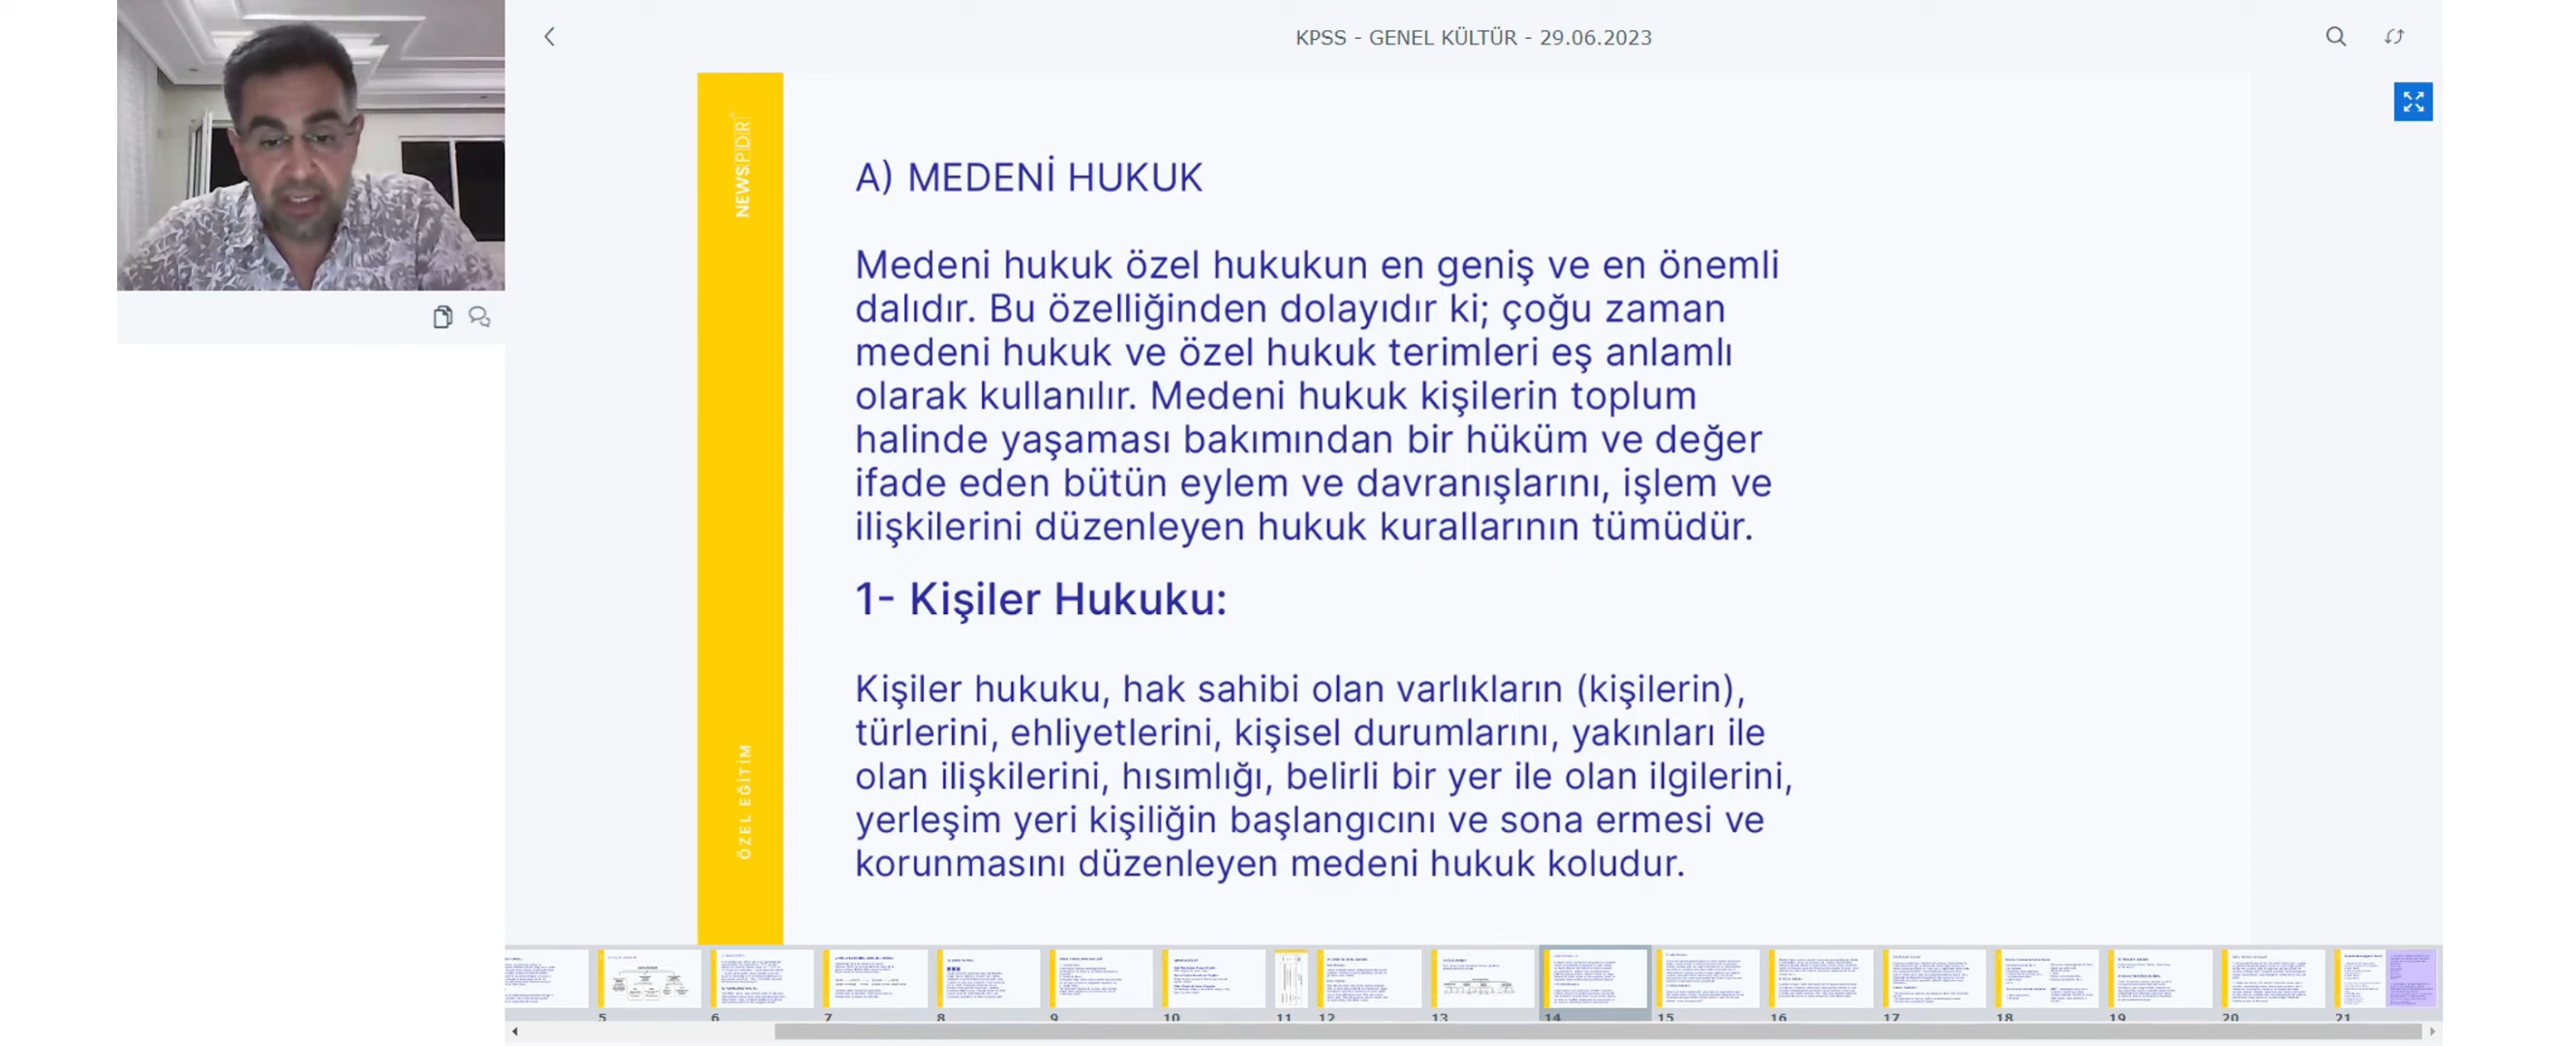 KPSS - GENEL KÜLTÜR - 29.06.2023
NEWSPDR
ÖZEL EĞİTİM
A) MEDENİ HUKUK
Medeni hukuk özel hukukun en geniş ve en önemli
dalıdır. Bu özelliğinden dolayıdır ki; çoğu zaman
medeni hukuk ve özel hukuk terimleri eş anlamlı
olarak kullanılır. Medeni hukuk kişilerin toplum
halinde yaşaması bakımından bir hüküm ve değer
ifade eden bütün eylem ve davranışlarını, işlem ve
ilişkilerini düzenleyen hukuk kurallarının tümüdür.
1- Kişiler Hukuku:
Kişiler hukuku, hak sahibi olan varlıkların (kişilerin),
türlerini, ehliyetlerini, kişisel durumlarını, yakınları ile
olan ilişkilerini, hısımlığı, belirli bir yer ile olan ilgilerini,
yerleşim yeri kişiliğin başlangıcını ve sona ermesi ve
korunmasını düzenleyen medeni hukuk koludur.
5 6 7 8 9 10 11 12 13 14 15 16 17 18 19 20 21